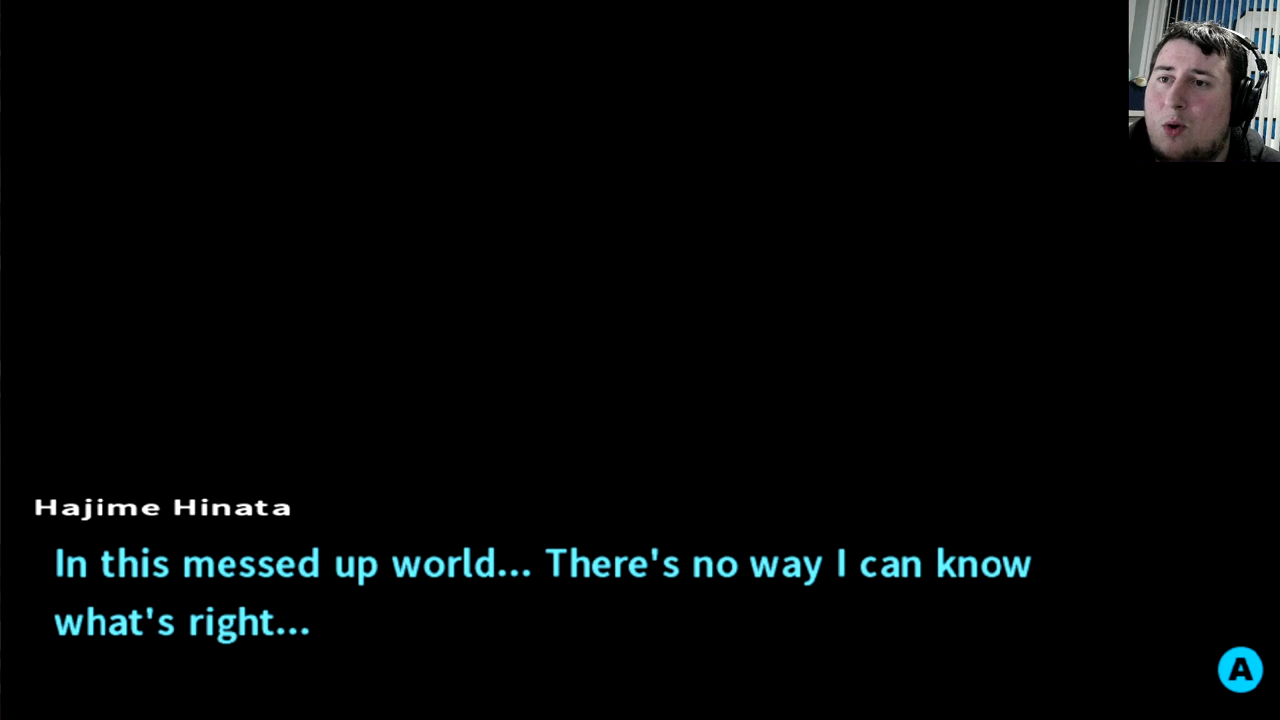 Hajime Hinata
In this messed up world... There's no way I can know
what's right...
A